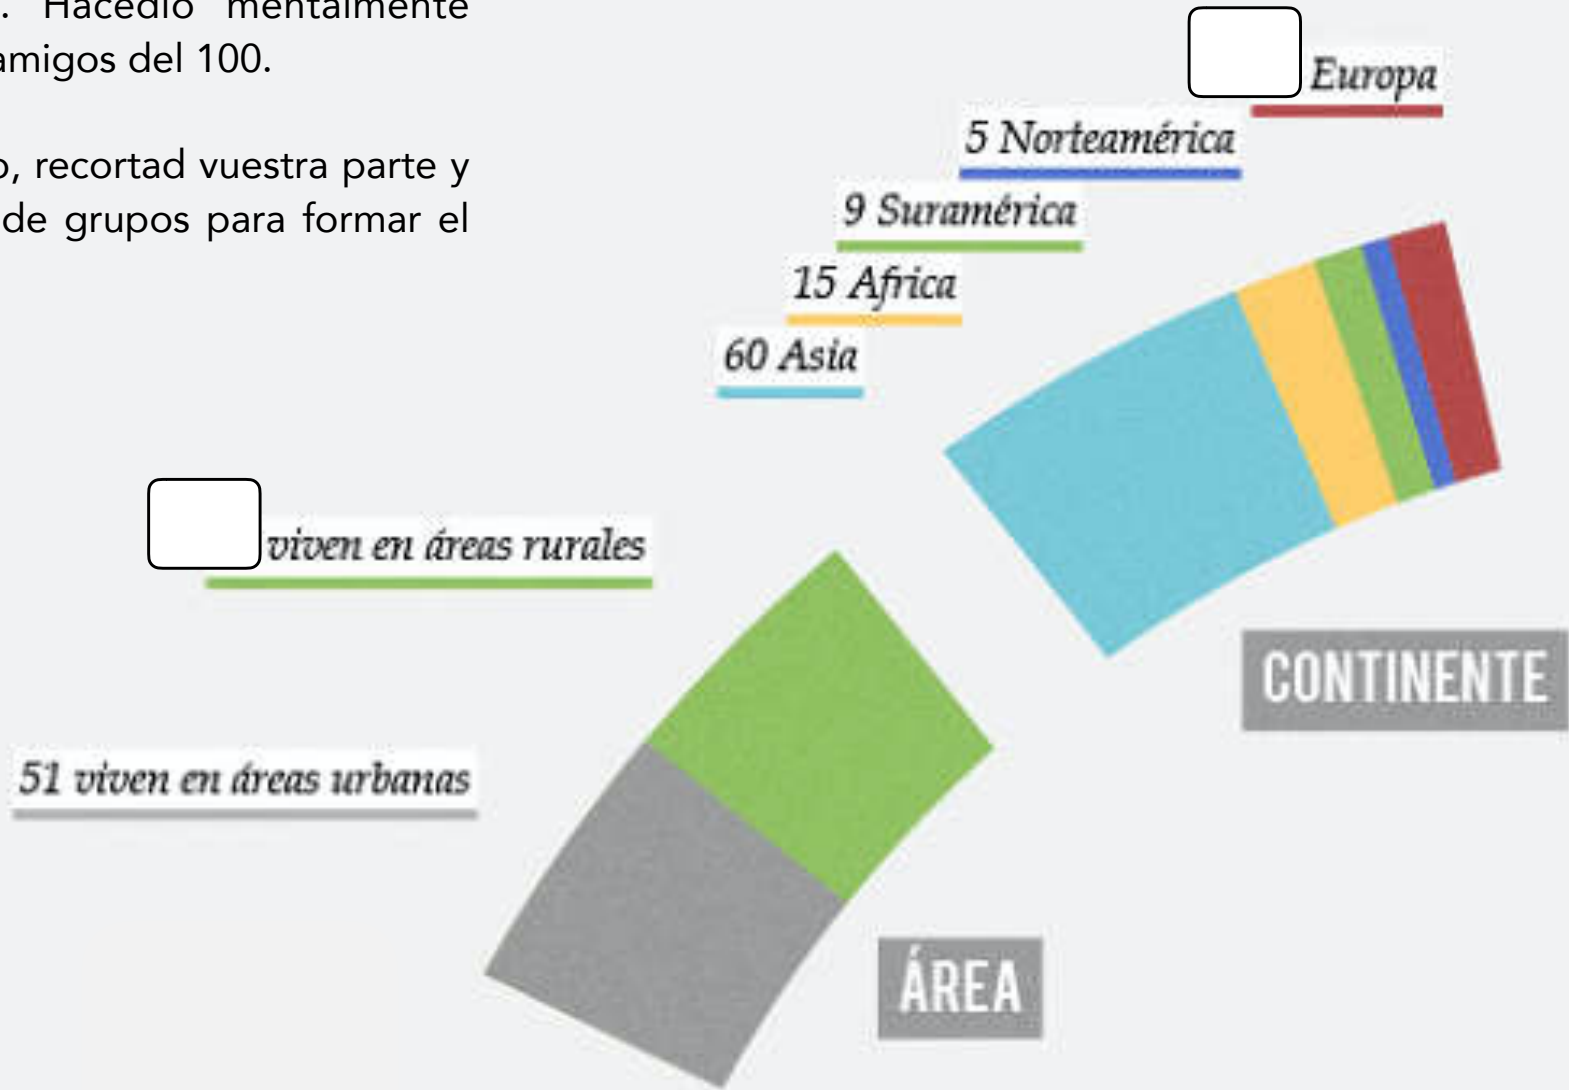 . Hacedlo mentalmente
amigos del 100.
o, recortad vuestra parte y
de grupos para formar el
Europa
5 Norteamérica
9 Suramérica
15 Africa
60 Asia
viven en áreas rurales
CONTINENTE
51 viven en áreas urbanas
ÁREA